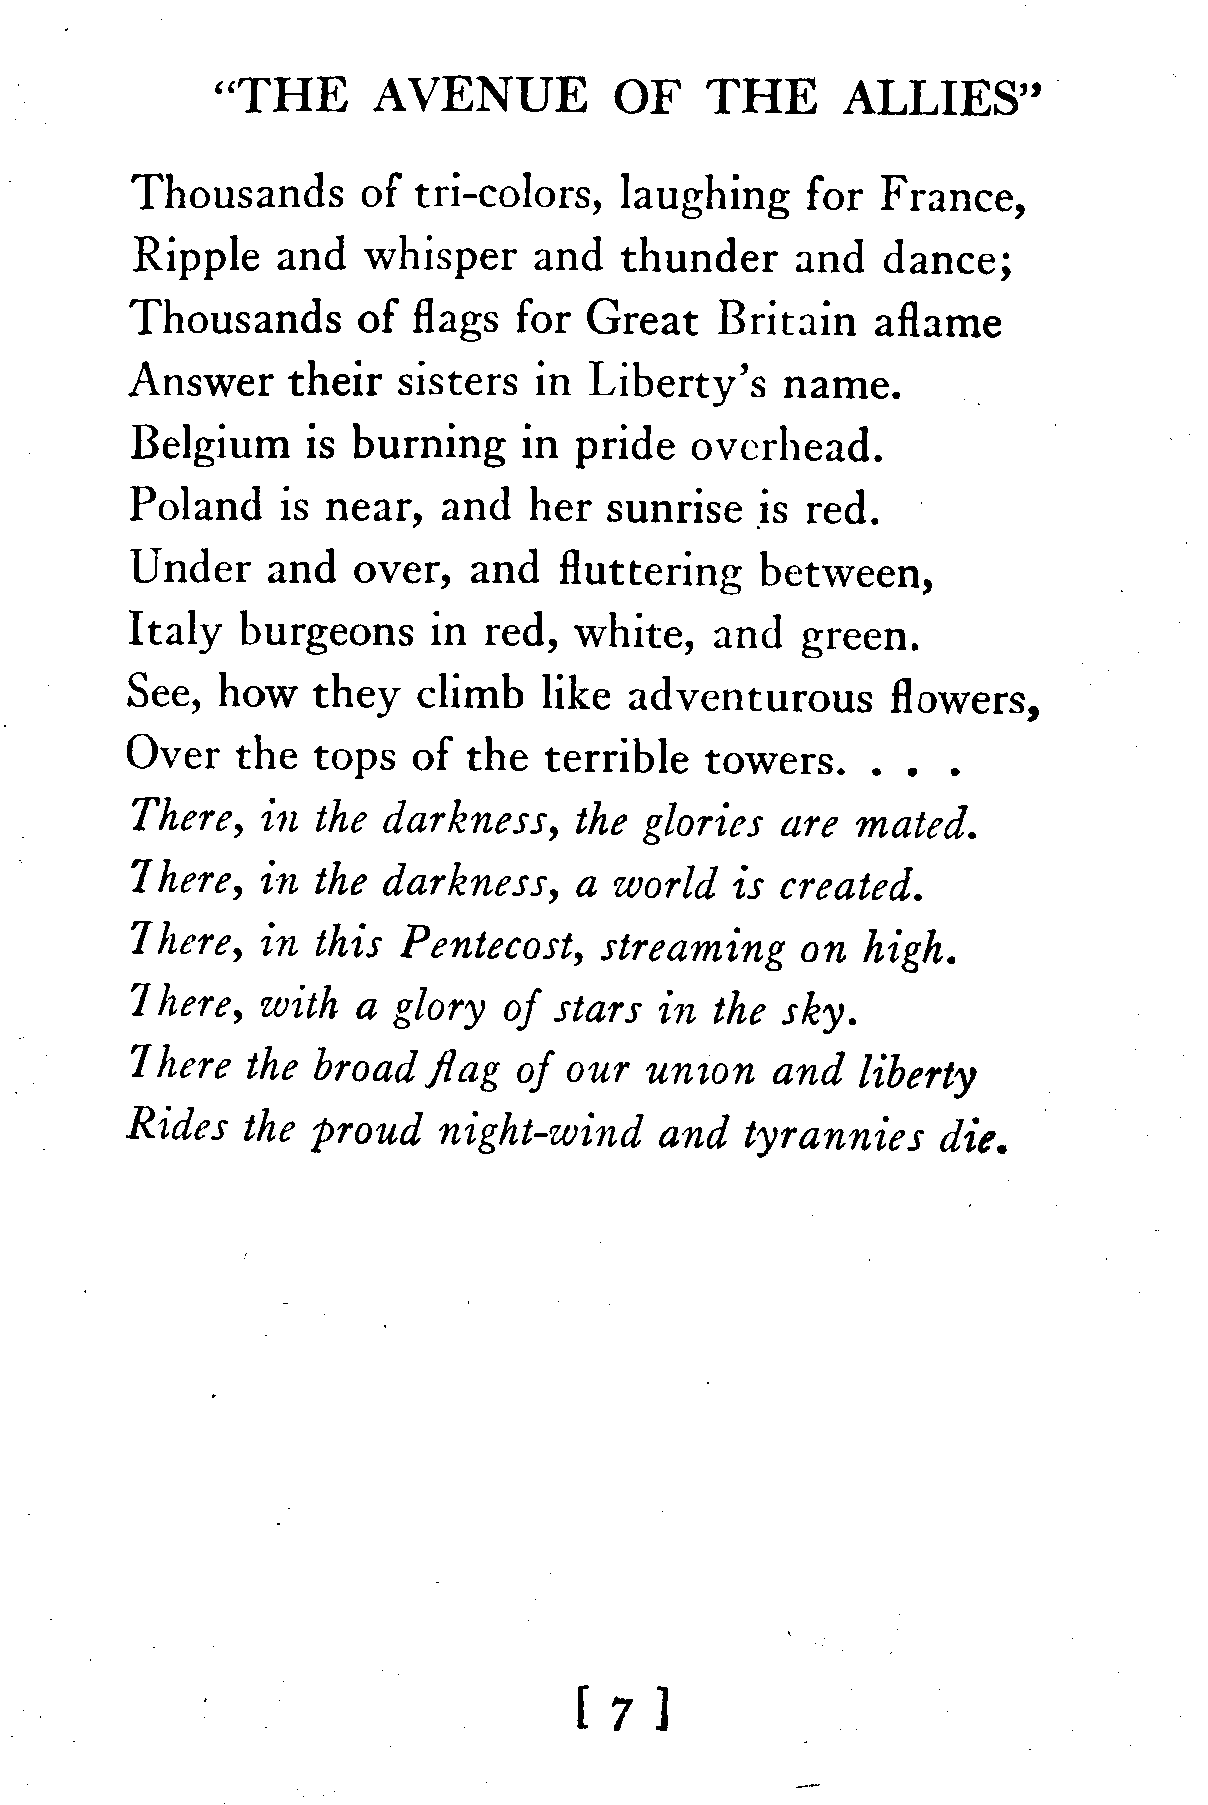 “THE AVENUE OF THE ALLIES”
Thousands of tri-colors, laughing for France,
Ripple and whisper and thunder and dance;
Thousands of flags for Great Britain aflame
Answer their sisters in Liberty’s name.
Belgium is burning in pride overhead.
Poland is near, and her sunrise is red.
Under and over, and fluttering between,
Italy burgeons in red, white, and green.
See, how they climb like adventurous flowers,
Over the tops of the terrible towers. . . .
There, in the darkness, the glories are mated.
There, in the darkness, a world is created.
There, in this Pentecost, streaming on high.
There, with a glory of stars in the sky.
There the broad flag of our union and liberty
Rides the proud night-wind and tyrannies die.
[ 7 ]